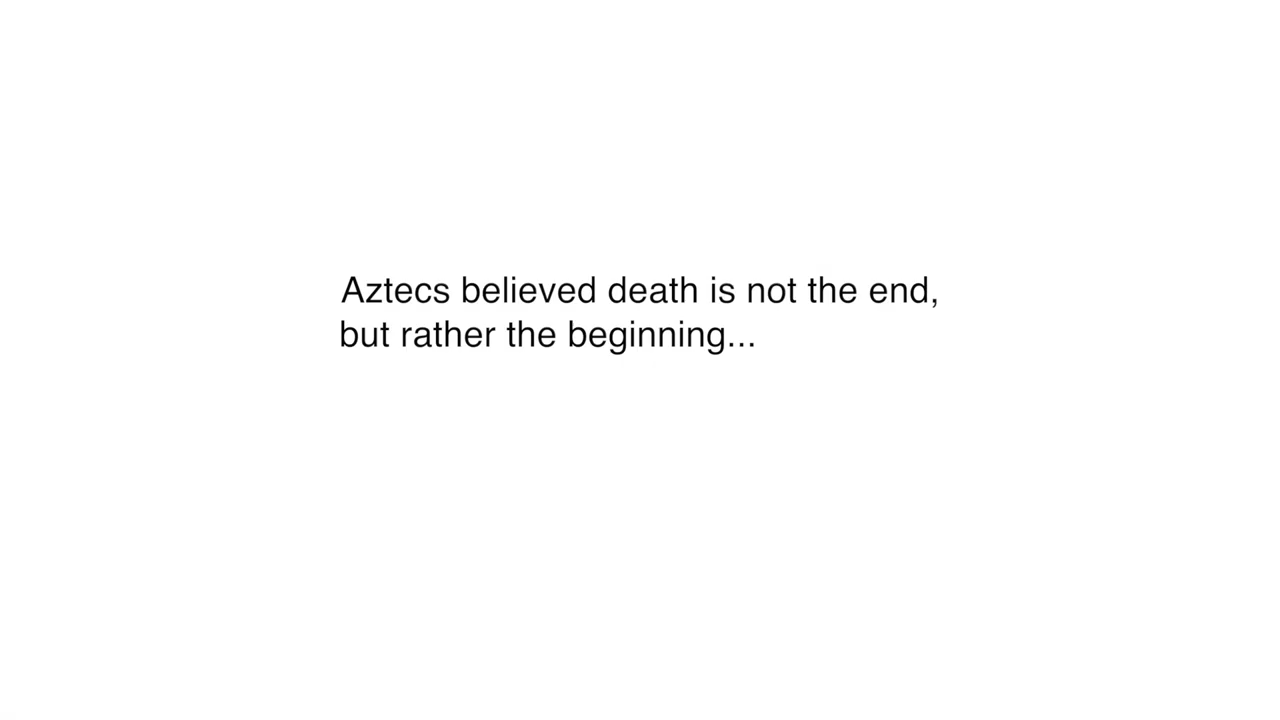 Aztecs believed death is not the end,
but rather the beginning...